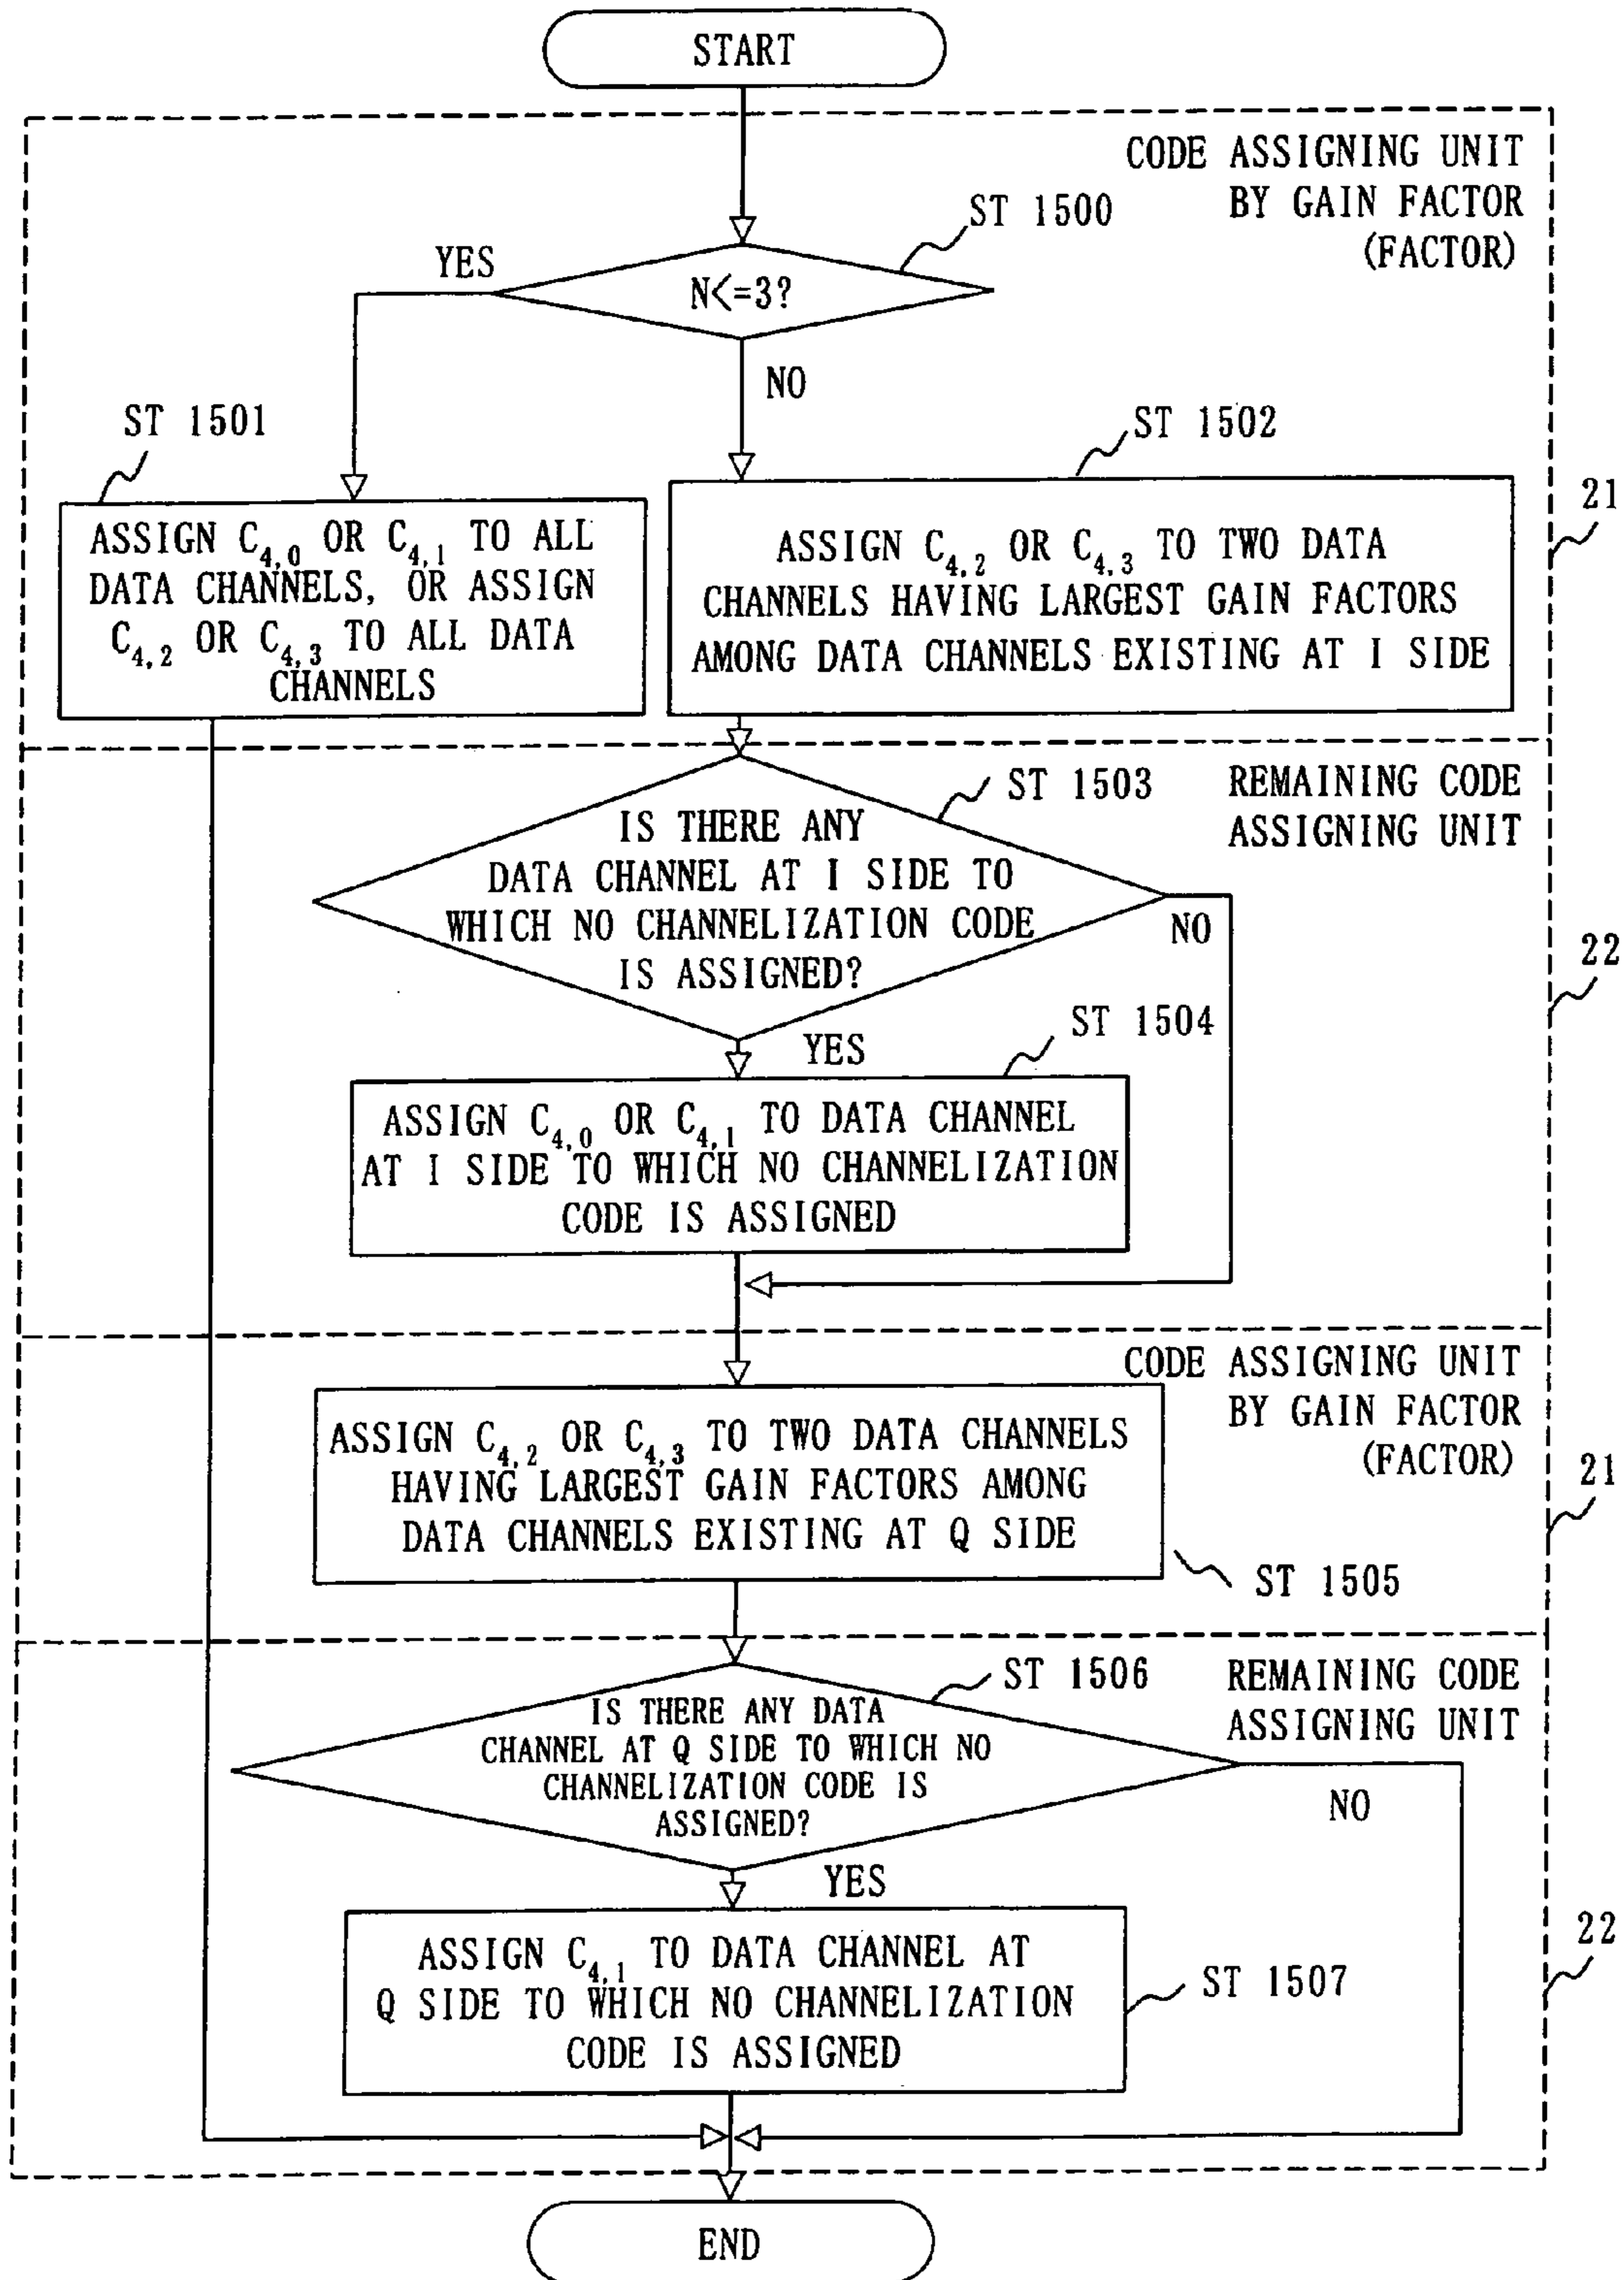 START
CODE ASSIGNING UNIT
BY GAIN FACTOR
(FACTOR)
ST 1500
YES
N<=3?
NO
ST 1501
ST 1502
21
ASSIGN C4,0 OR C4,1 TO ALL
DATA CHANNELS, OR ASSIGN
C4,2 OR C4,3 TO ALL DATA
CHANNELS
ASSIGN C4,2 OR C4,3 TO TWO DATA
CHANNELS HAVING LARGEST GAIN FACTORS
AMONG DATA CHANNELS EXISTING AT I SIDE
ST 1503
REMAINING CODE
ASSIGNING UNIT
IS THERE ANY
DATA CHANNEL AT I SIDE TO
WHICH NO CHANNELIZATION CODE
IS ASSIGNED?
NO
22
ST 1504
YES
ASSIGN C4,0 OR C4,1 TO DATA CHANNEL
AT I SIDE TO WHICH NO CHANNELIZATION
CODE IS ASSIGNED
CODE ASSIGNING UNIT
BY GAIN FACTOR
(FACTOR)
21
ASSIGN C4,2 OR C4,3 TO TWO DATA CHANNELS
HAVING LARGEST GAIN FACTORS AMONG
DATA CHANNELS EXISTING AT Q SIDE
ST 1505
ST 1506
REMAINING CODE
ASSIGNING UNIT
IS THERE ANY DATA
CHANNEL AT Q SIDE TO WHICH NO
CHANNELIZATION CODE IS
ASSIGNED?
NO
YES
22
ASSIGN C4,1 TO DATA CHANNEL AT
Q SIDE TO WHICH NO CHANNELIZATION
CODE IS ASSIGNED
ST 1507
END